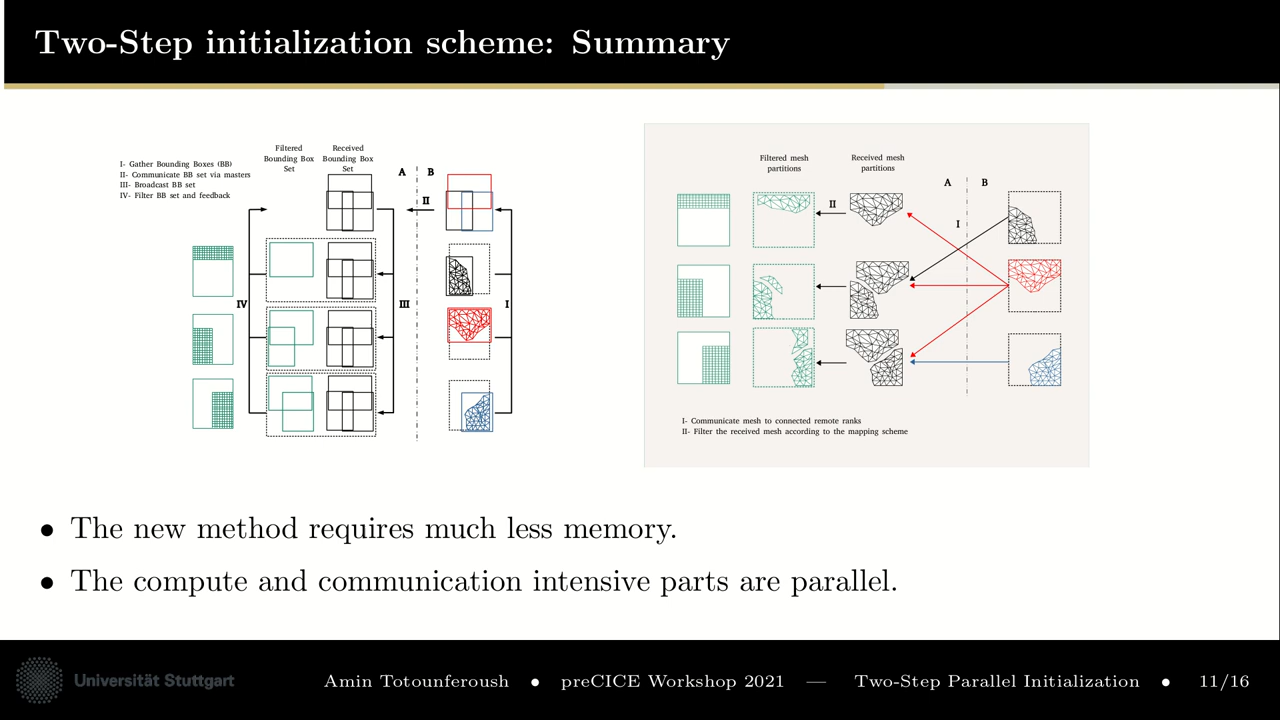 Two-Step initialization scheme: Summary
I- Gather Bounding Boxes (BB)
II- Communicate BB set via masters
III- Broadcast BB set
IV- Filter BB set and feedback
Filtered
Bounding Box
Set
Received
Bounding Box
Set
A
B
II
IV
III
I
Filtered mesh
partitions
Received mesh
partitions
A
B
II
I
I- Communicate mesh to connected remote ranks
II- Filter the received mesh according to the mapping scheme
• The new method requires much less memory.
• The compute and communication intensive parts are parallel.
Universität Stuttgart
Amin Totounferoush • preCICE Workshop 2021 — Two-Step Parallel Initialization • 11/16